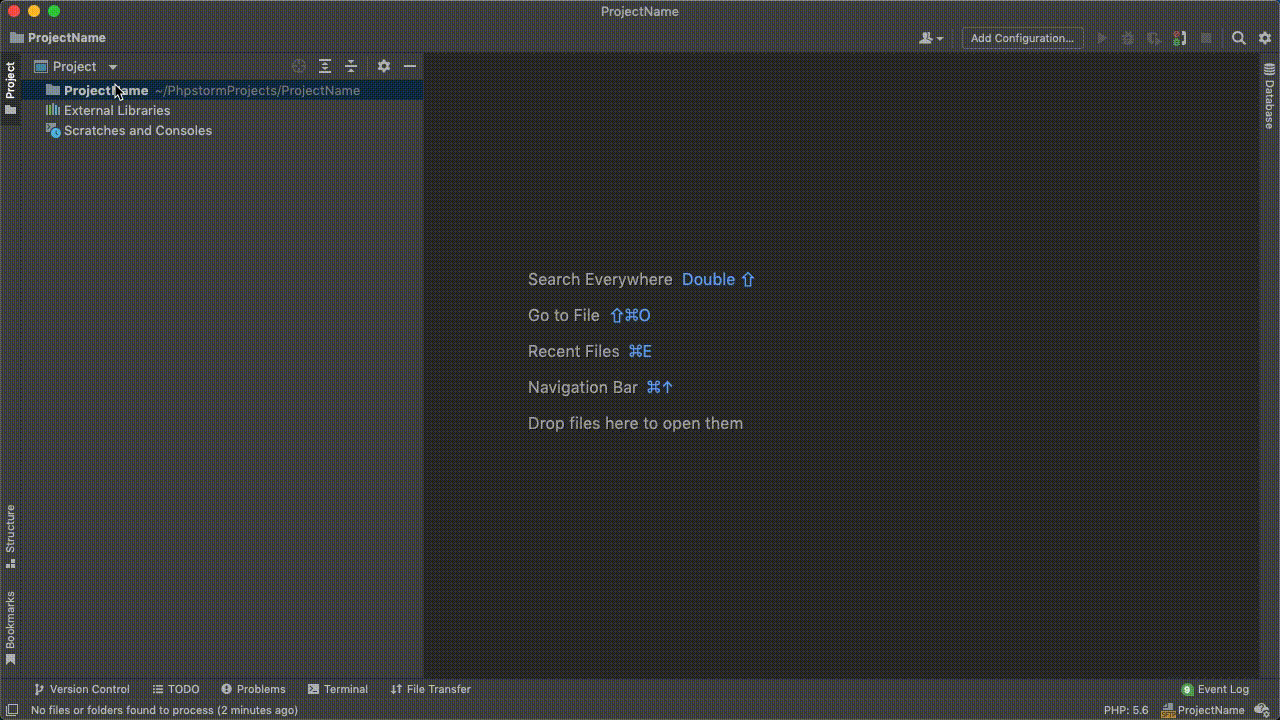 ProjectName
ProjectName
Add Configuration...
Project
Project
ProjectName ~/PhpstormProjects/ProjectName
External Libraries
Scratches and Consoles
Database
Search Everywhere Double ⇧
Go to File ⇧⌘O
Recent Files ⌘E
Navigation Bar ⌘↑
Drop files here to open them
Structure
Bookmarks
Version Control TODO Problems Terminal File Transfer 9 Event Log
No files or folders found to process (2 minutes ago) PHP: 5.6 SFTP ProjectName